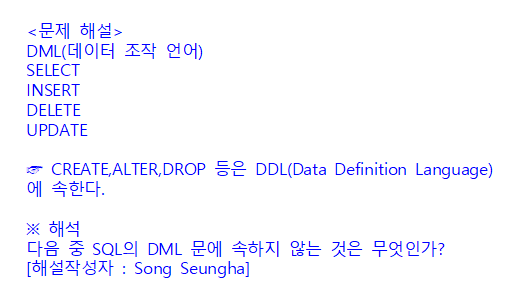 <문제 해설>
DML(데이터 조작 언어)
SELECT
INSERT
DELETE
UPDATE
☞ CREATE,ALTER,DROP 등은 DDL(Data Definition Language)
에 속한다.
※ 해석
다음 중 SQL의 DML 문에 속하지 않는 것은 무엇인가?
[해설작성자 : Song Seungha]